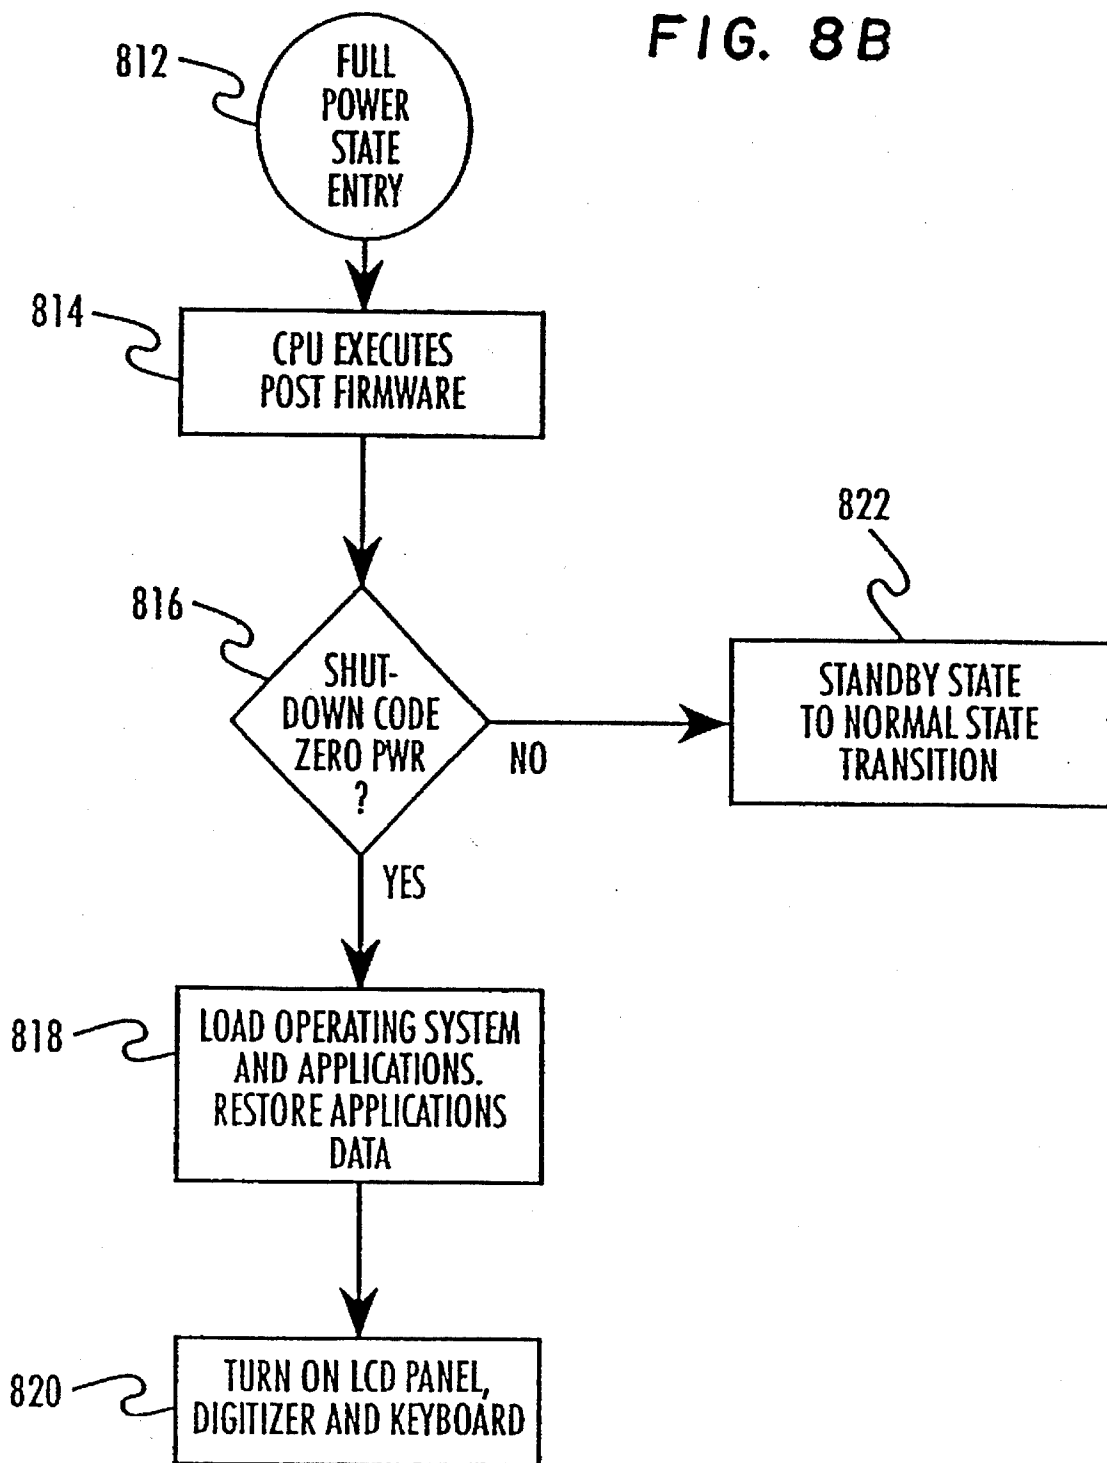 FIG. 8B
812
FULL
POWER
STATE
ENTRY
814
CPU EXECUTES
POST FIRMWARE
816
SHUT-
DOWN CODE
ZERO PWR
?
NO
822
STANDBY STATE
TO NORMAL STATE
TRANSITION
YES
818
LOAD OPERATING SYSTEM
AND APPLICATIONS.
RESTORE APPLICATIONS
DATA
820
TURN ON LCD PANEL,
DIGITIZER AND KEYBOARD